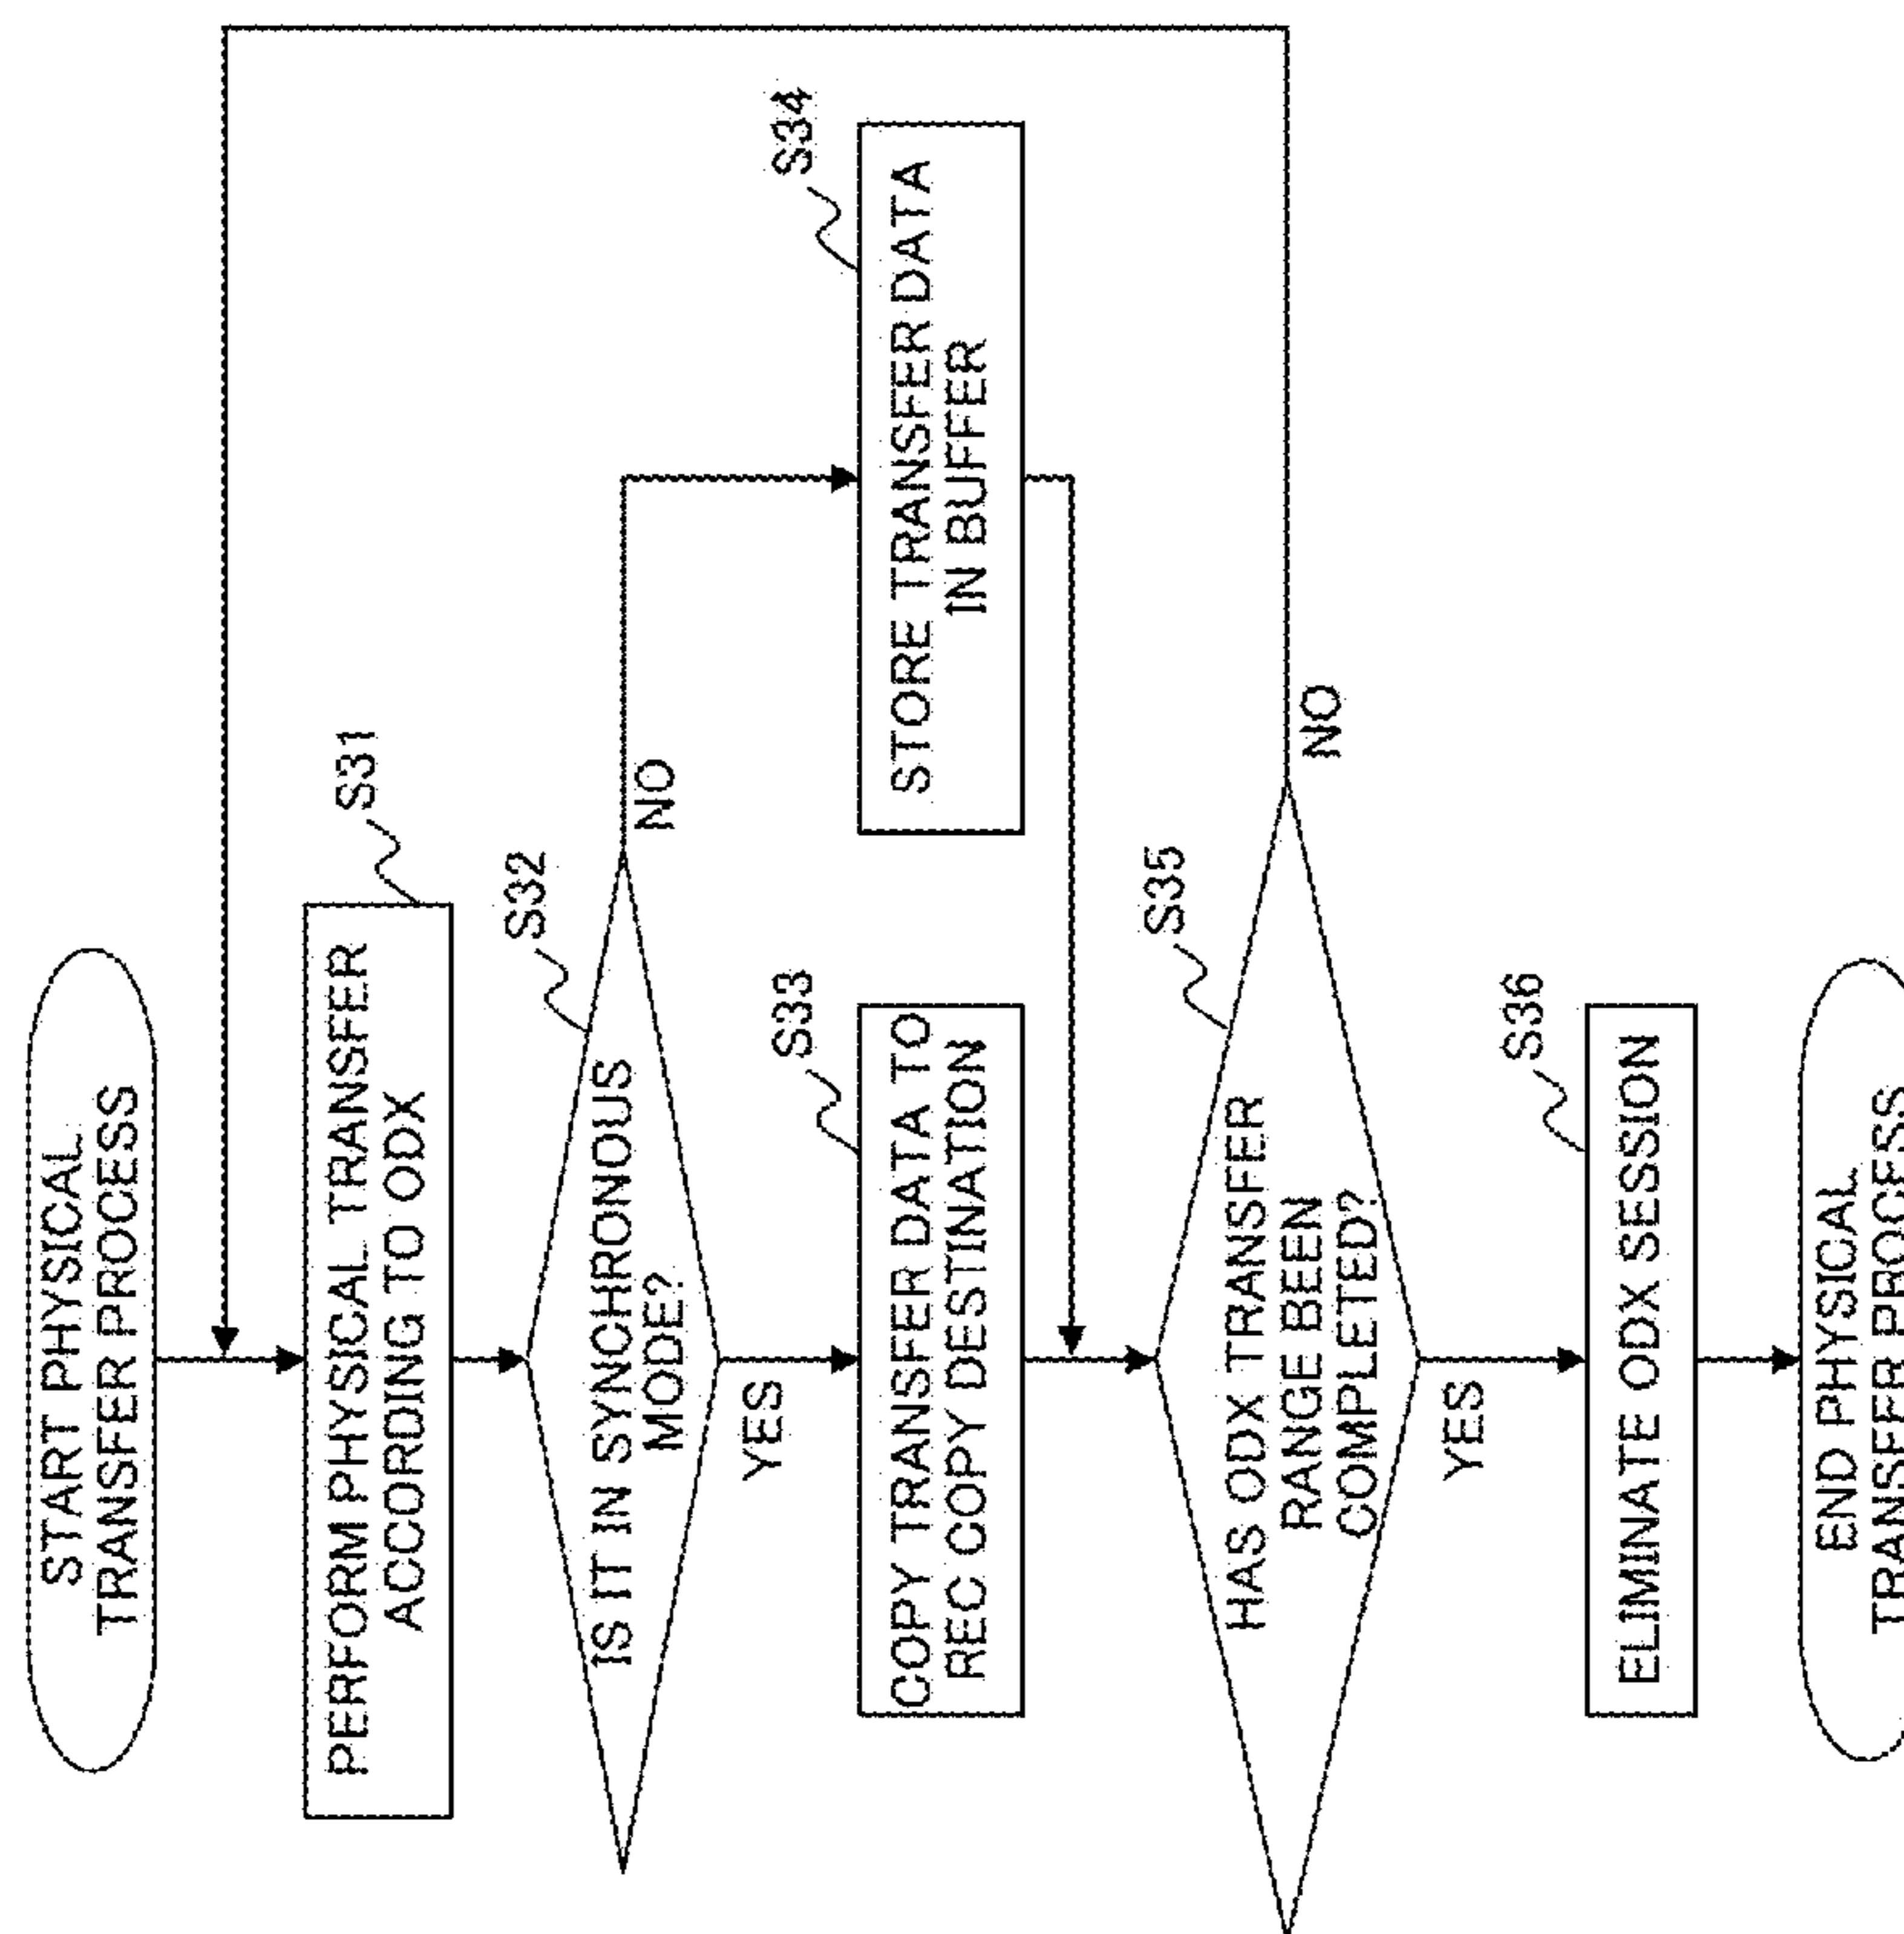 START PHYSICAL
TRANSFER PROCESS
S31
PERFORM PHYSICAL TRANSFER
ACCORDING TO ODX
S32
IS IT IN SYNCHRONOUS
MODE?
NO
YES
S33
COPY TRANSFER DATA TO
REC COPY DESTINATION
S34
STORE TRANSFER DATA
IN BUFFER
S35
HAS ODX TRANSFER
RANGE BEEN
COMPLETED?
NO
YES
S36
ELIMINATE ODX SESSION
END PHYSICAL
TRANSFER PROCESS